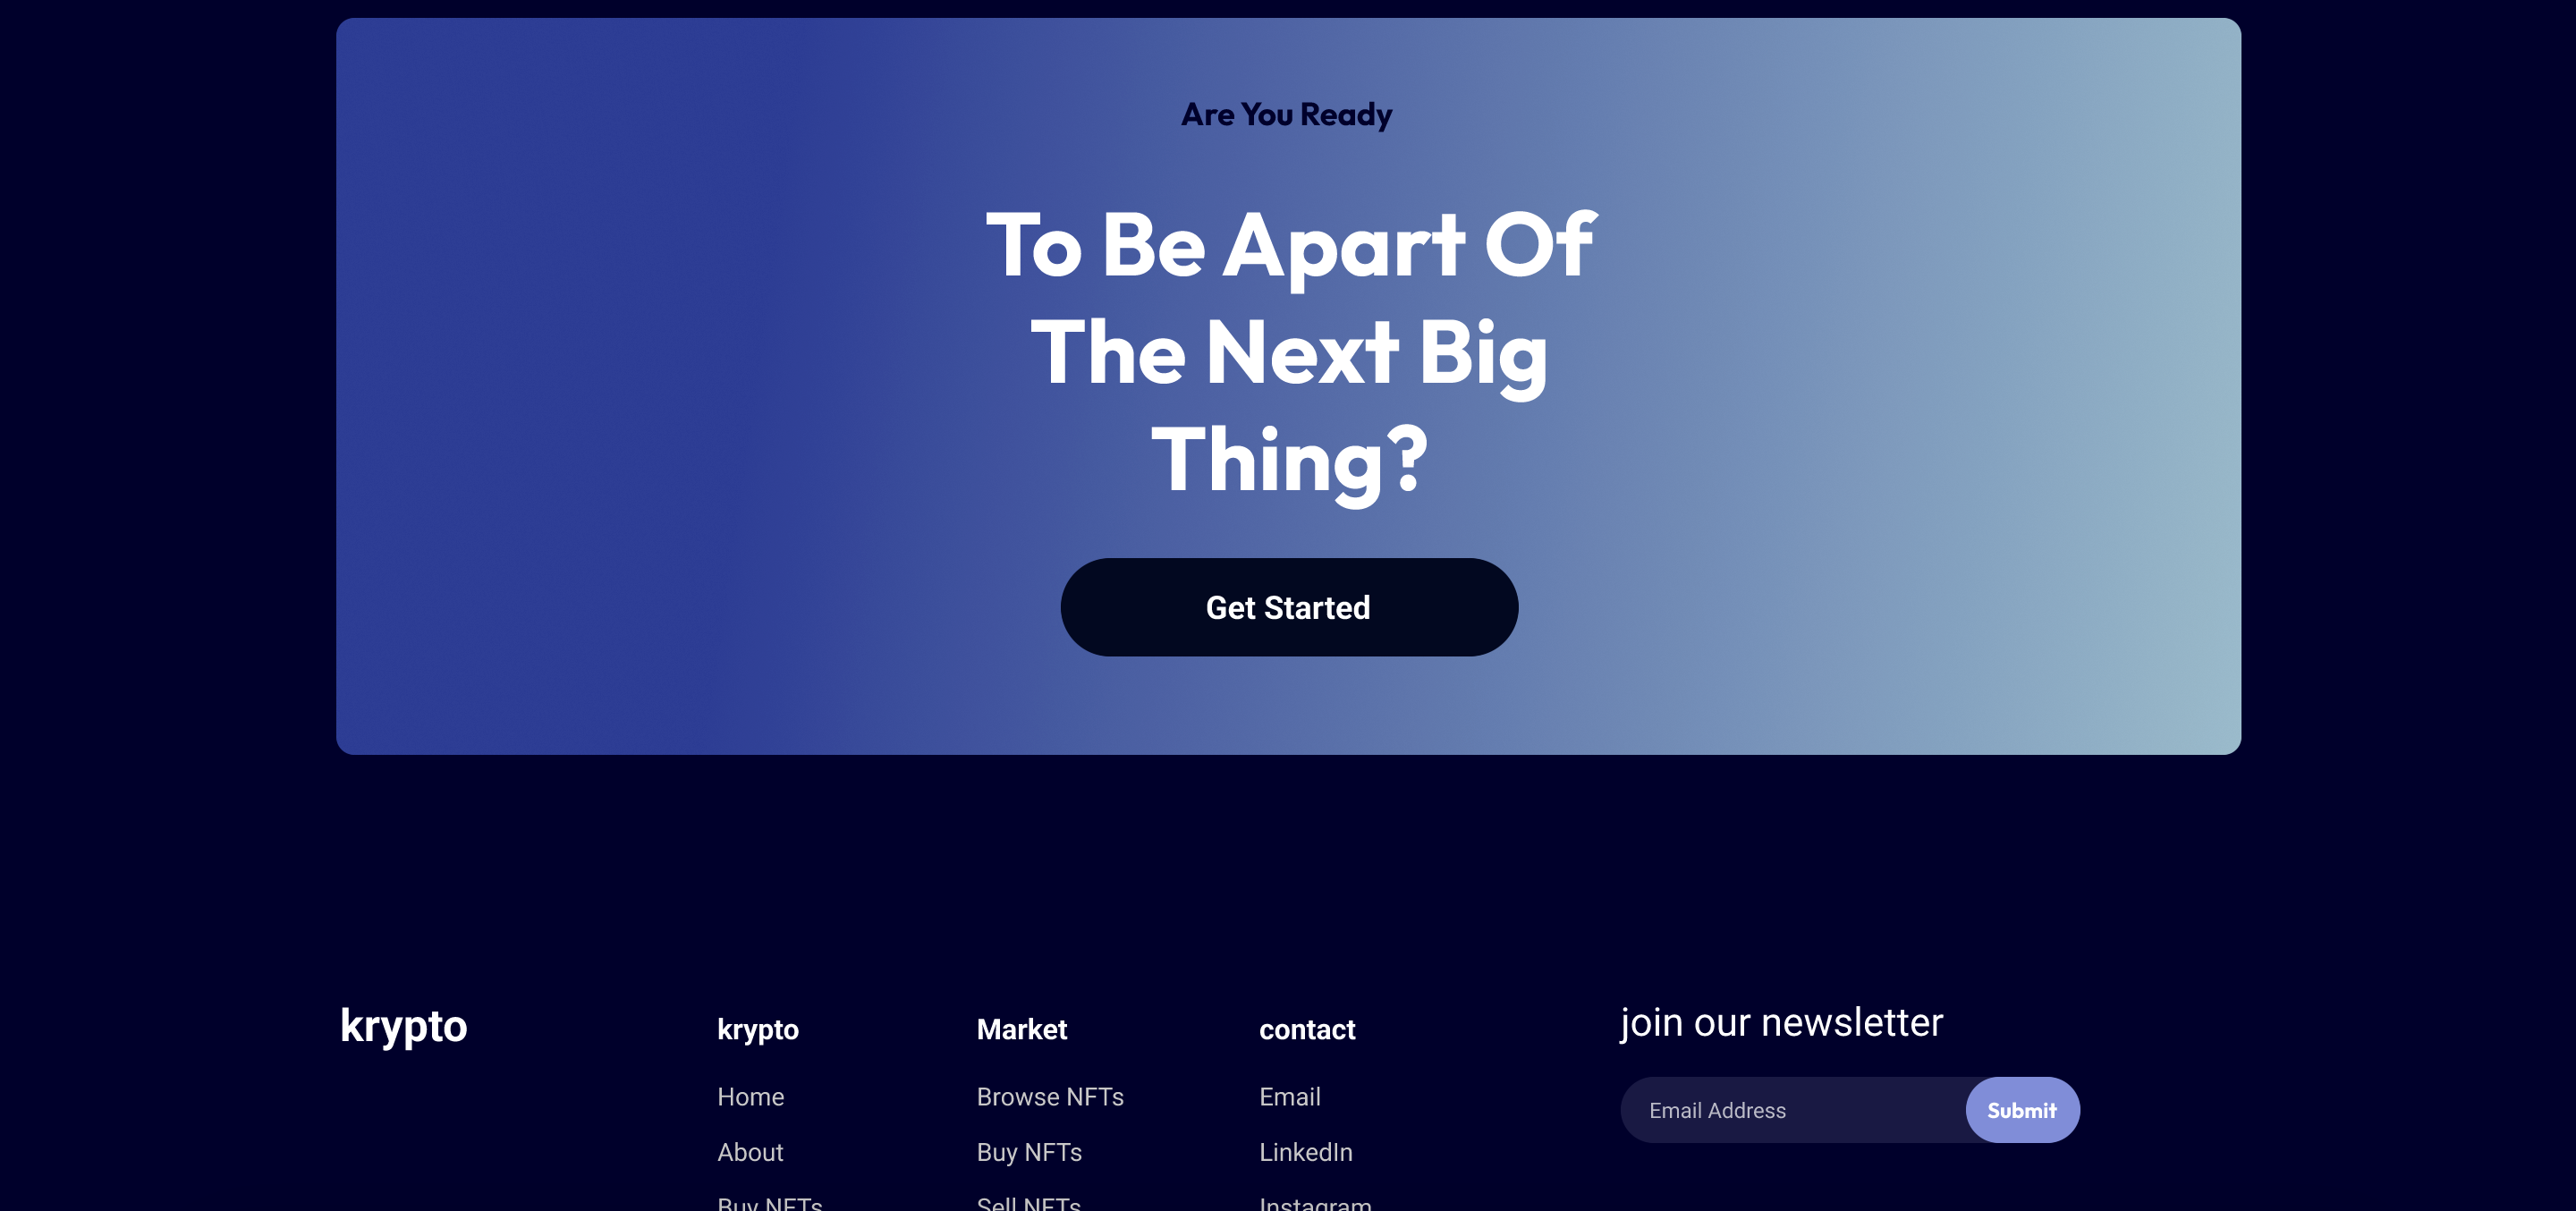 Are You Ready
To Be Apart Of
The Next Big
Thing?
Get Started
krypto
krypto
Home
About
Buy NFTs
Market
Browse NFTs
Buy NFTs
Sell NFTs
contact
Email
LinkedIn
Instagram
join our newsletter
Email Address
Submit